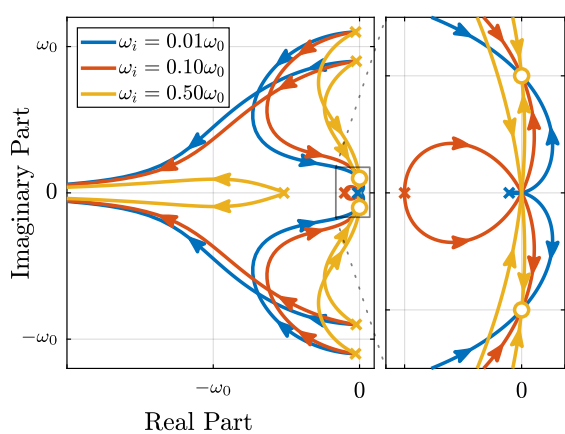 ω₀
ωᵢ = 0.01ω₀
ωᵢ = 0.10ω₀
ωᵢ = 0.50ω₀
Imaginary Part
0
−ω₀
−ω₀
0
0
Real Part